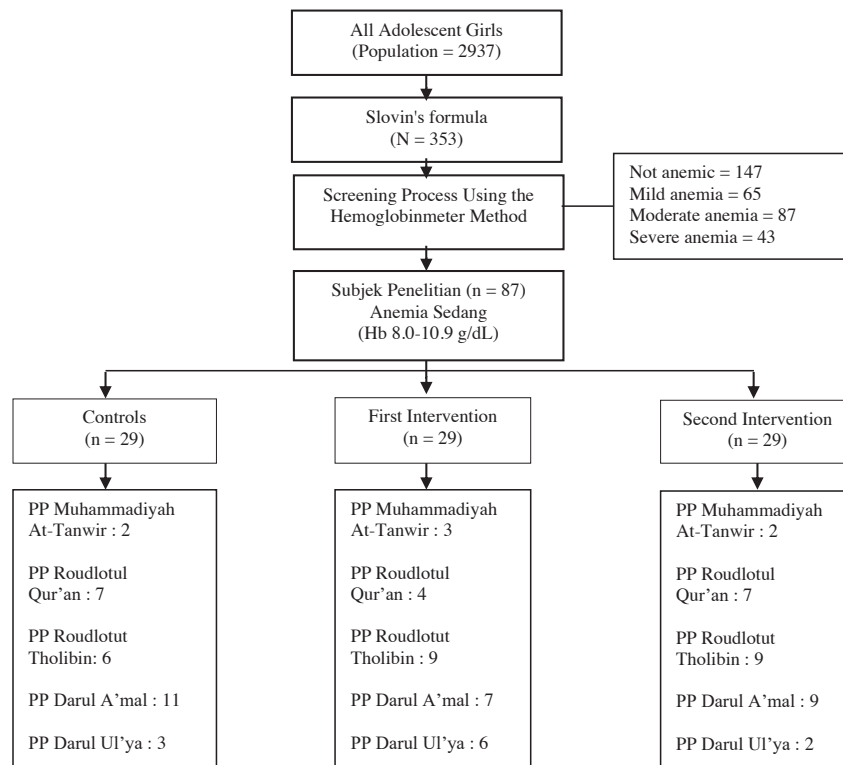 All Adolescent Girls
(Population = 2937)
Slovin's formula
(N = 353)
Screening Process Using the
Hemoglobinmeter Method
Not anemic = 147
Mild anemia = 65
Moderate anemia = 87
Severe anemia = 43
Subjek Penelitian (n = 87)
Anemia Sedang
(Hb 8.0-10.9 g/dL)
Controls
(n = 29)
First Intervention
(n = 29)
Second Intervention
(n = 29)
PP Muhammadiyah
At-Tanwir : 2
PP Roudlotul
Qur’an : 7
PP Roudlotut
Tholibin: 6
PP Darul A’mal : 11
PP Darul Ul’ya : 3
PP Muhammadiyah
At-Tanwir : 3
PP Roudlotul
Qur’an : 4
PP Roudlotut
Tholibin : 9
PP Darul A’mal : 7
PP Darul Ul’ya : 6
PP Muhammadiyah
At-Tanwir : 2
PP Roudlotul
Qur’an : 7
PP Roudlotut
Tholibin : 9
PP Darul A’mal : 9
PP Darul Ul’ya : 2